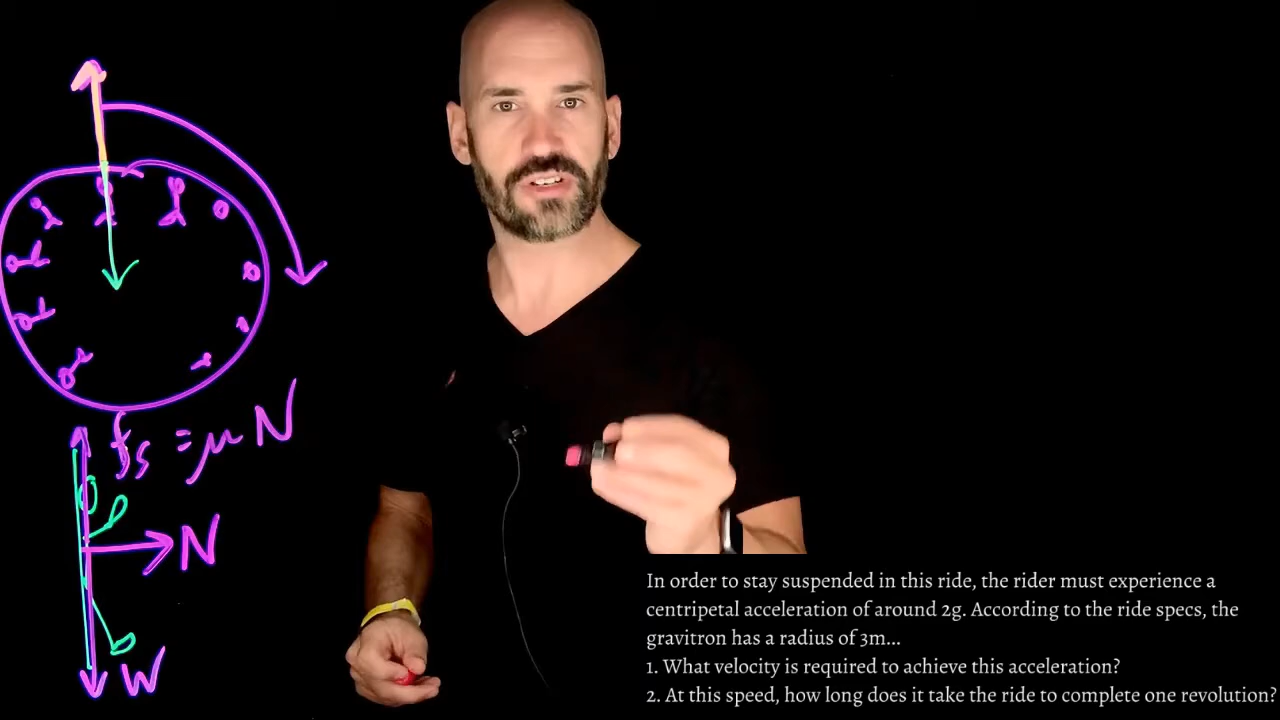 fs = μN
N
W
In order to stay suspended in this ride, the rider must experience a
centripetal acceleration of around 2g. According to the ride specs, the
gravitron has a radius of 3m...
1. What velocity is required to achieve this acceleration?
2. At this speed, how long does it take the ride to complete one revolution?